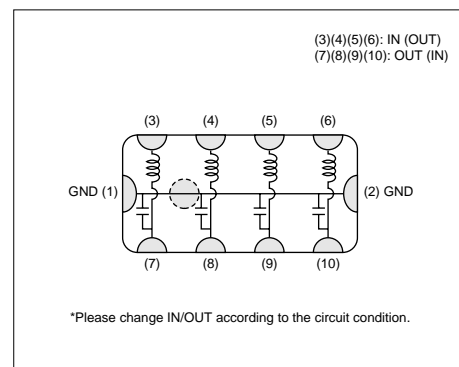 (3)(4)(5)(6): IN (OUT)
(7)(8)(9)(10): OUT (IN)
(3) (4) (5) (6)
GND (1) (2) GND
(7) (8) (9) (10)
*Please change IN/OUT according to the circuit condition.